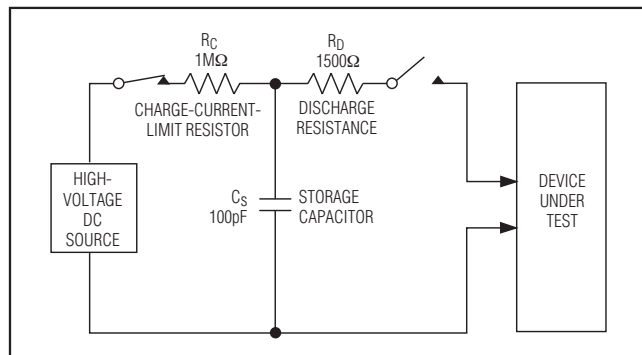 R_C
1MΩ
CHARGE-CURRENT-
LIMIT RESISTOR
R_D
1500Ω
DISCHARGE
RESISTANCE
HIGH-
VOLTAGE
DC
SOURCE
C_S
100pF
STORAGE
CAPACITOR
DEVICE
UNDER
TEST